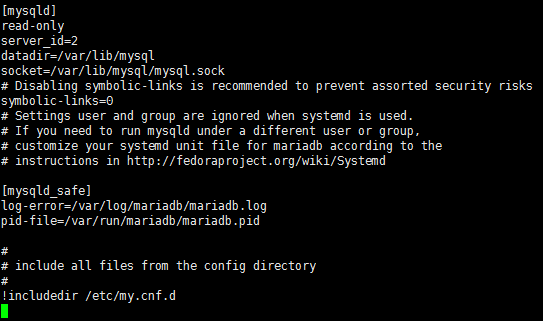 [mysqld]
read-only
server_id=2
datadir=/var/lib/mysql
socket=/var/lib/mysql/mysql.sock
# Disabling symbolic-links is recommended to prevent assorted security risks
symbolic-links=0
# Settings user and group are ignored when systemd is used.
# If you need to run mysqld under a different user or group,
# customize your systemd unit file for mariadb according to the
# instructions in http://fedoraproject.org/wiki/Systemd
[mysqld_safe]
log-error=/var/log/mariadb/mariadb.log
pid-file=/var/run/mariadb/mariadb.pid
#
# include all files from the config directory
#
!includedir /etc/my.cnf.d